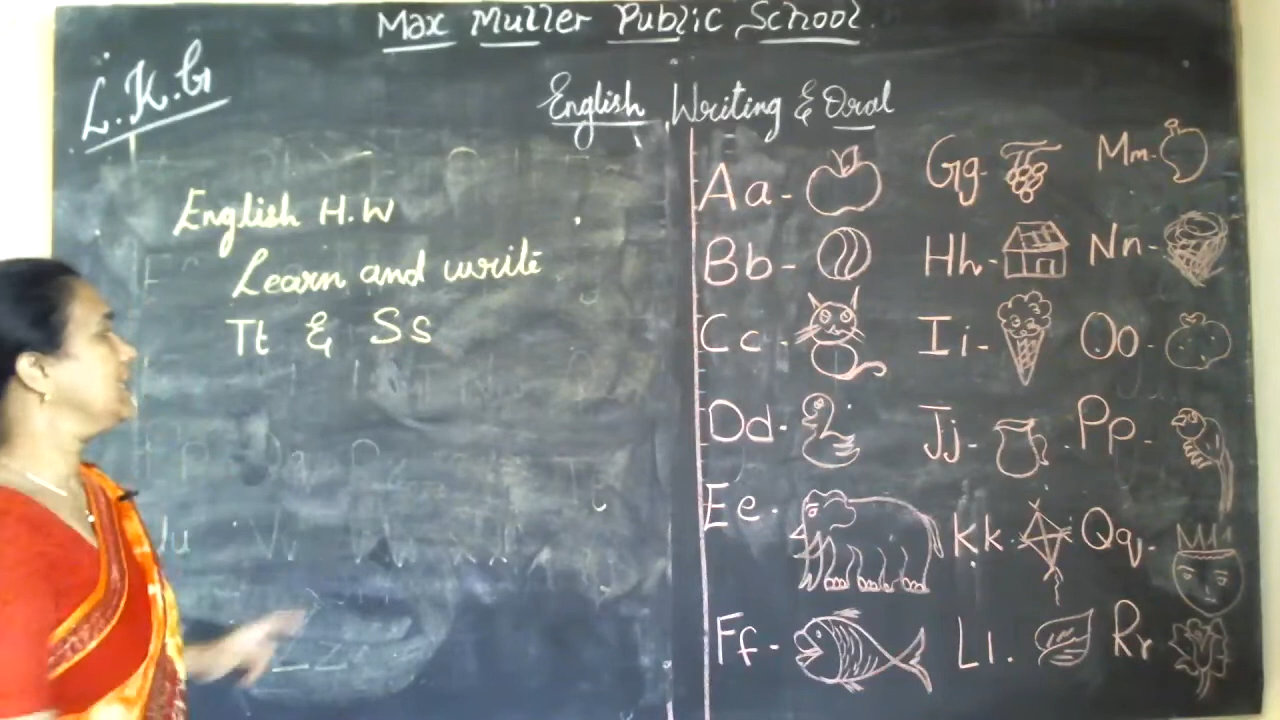 Max Muller Public School.
L.K.G
English Writing & Oral
English H.W
Learn and write
Tt & Ss
Aa-
Bb-
Cc.
Dd-
Ee.
Ff-
Gg-
Hh-
Ii-
Jj-
Kk.
Ll.
Mm-
Nn-
Oo-
Pp-
Qq-
Rr